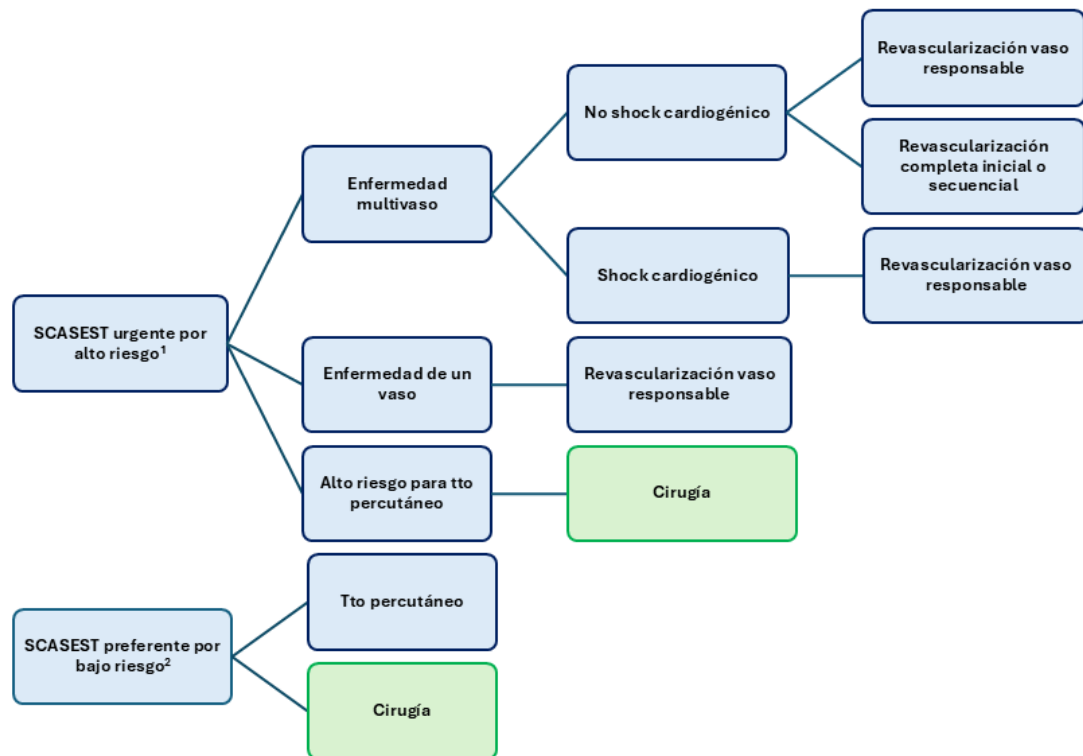 Revascularización vaso
responsable
No shock cardiogénico
Revascularización
completa inicial o
secuencial
Enfermedad
multivaso
Shock cardiogénico
Revascularización vaso
responsable
SCASEST urgente por
alto riesgo¹
Enfermedad de un
vaso
Revascularización vaso
responsable
Alto riesgo para tto
percutáneo
Cirugía
Tto percutáneo
SCASEST preferente por
bajo riesgo²
Cirugía